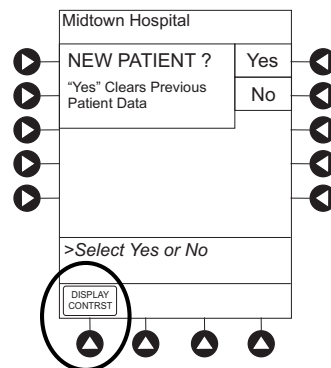 Midtown Hospital
NEW PATIENT ? Yes
“Yes” Clears Previous
Patient Data
No
>Select Yes or No
DISPLAY
CONTRST